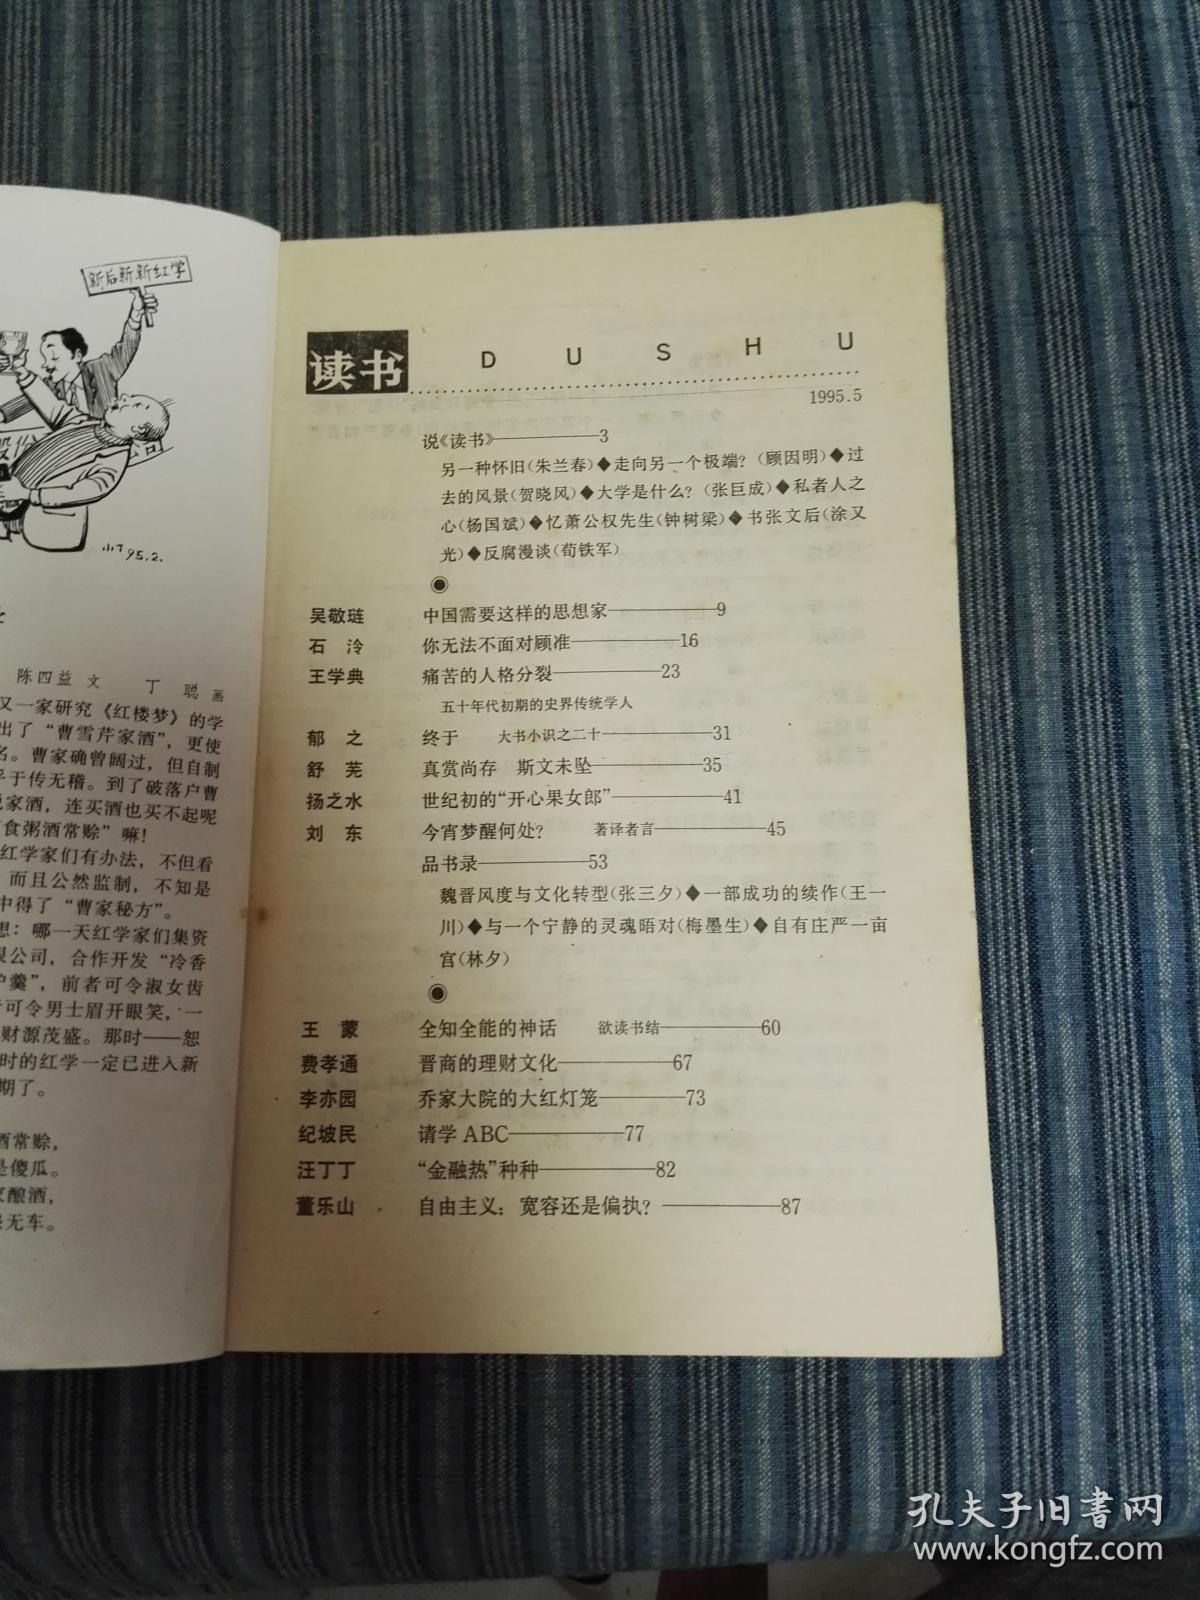 新后新新红学
股份
公司
小丁95.2.
陈四益 文 丁聪 画
又一家研究《红楼梦》的学
出了“曹雪芹家酒”，更使
名。曹家确曾阔过，但自制
乎于传无稽。到了破落户曹
说家酒，连买酒也买不起呢
食粥酒常赊”嘛！
红学家们有办法，不但看
而且公然监制，不知是
中得了“曹家秘方”。
想：哪一天红学家们集资
限公司，合作开发“冷香
羹”，前者可令淑女齿
可令男士眉开眼笑，一
财源茂盛。那时——恕
时的红学一定已进入新
期了。
酒常赊，
是傻瓜。
家酿酒，
无车。
读书 DUSHU
1995.5
说《读书》————3
另一种怀旧(朱兰春)◆走向另一个极端？(顾因明)◆过
去的风景(贺晓风)◆大学是什么？(张巨成)◆私者人之
心(杨国斌)◆忆萧公权先生(钟树梁)◆书张文后(涂又
光)◆反腐漫谈(荀铁军)
吴敬琏 中国需要这样的思想家————9
石泠 你无法不面对顾准————16
王学典 痛苦的人格分裂————23
五十年代初期的史界传统学人
郁之 终于 大书小识之二十一————31
舒芜 真赏尚存 斯文未坠————35
扬之水 世纪初的“开心果女郎”————41
刘东 今宵梦醒何处？ 著译者言————45
品书录————53
魏晋风度与文化转型(张三夕)◆一部成功的续作(王一
川)◆与一个宁静的灵魂晤对(梅墨生)◆自有庄严一亩
宫(林夕)
王蒙 全知全能的神话 欲读书结————60
费孝通 晋商的理财文化————67
李亦园 乔家大院的大红灯笼————73
纪坡民 请学ABC————77
汪丁丁 “金融热”种种————82
董乐山 自由主义：宽容还是偏执？————87
孔夫子旧书网
www.kongfz.com